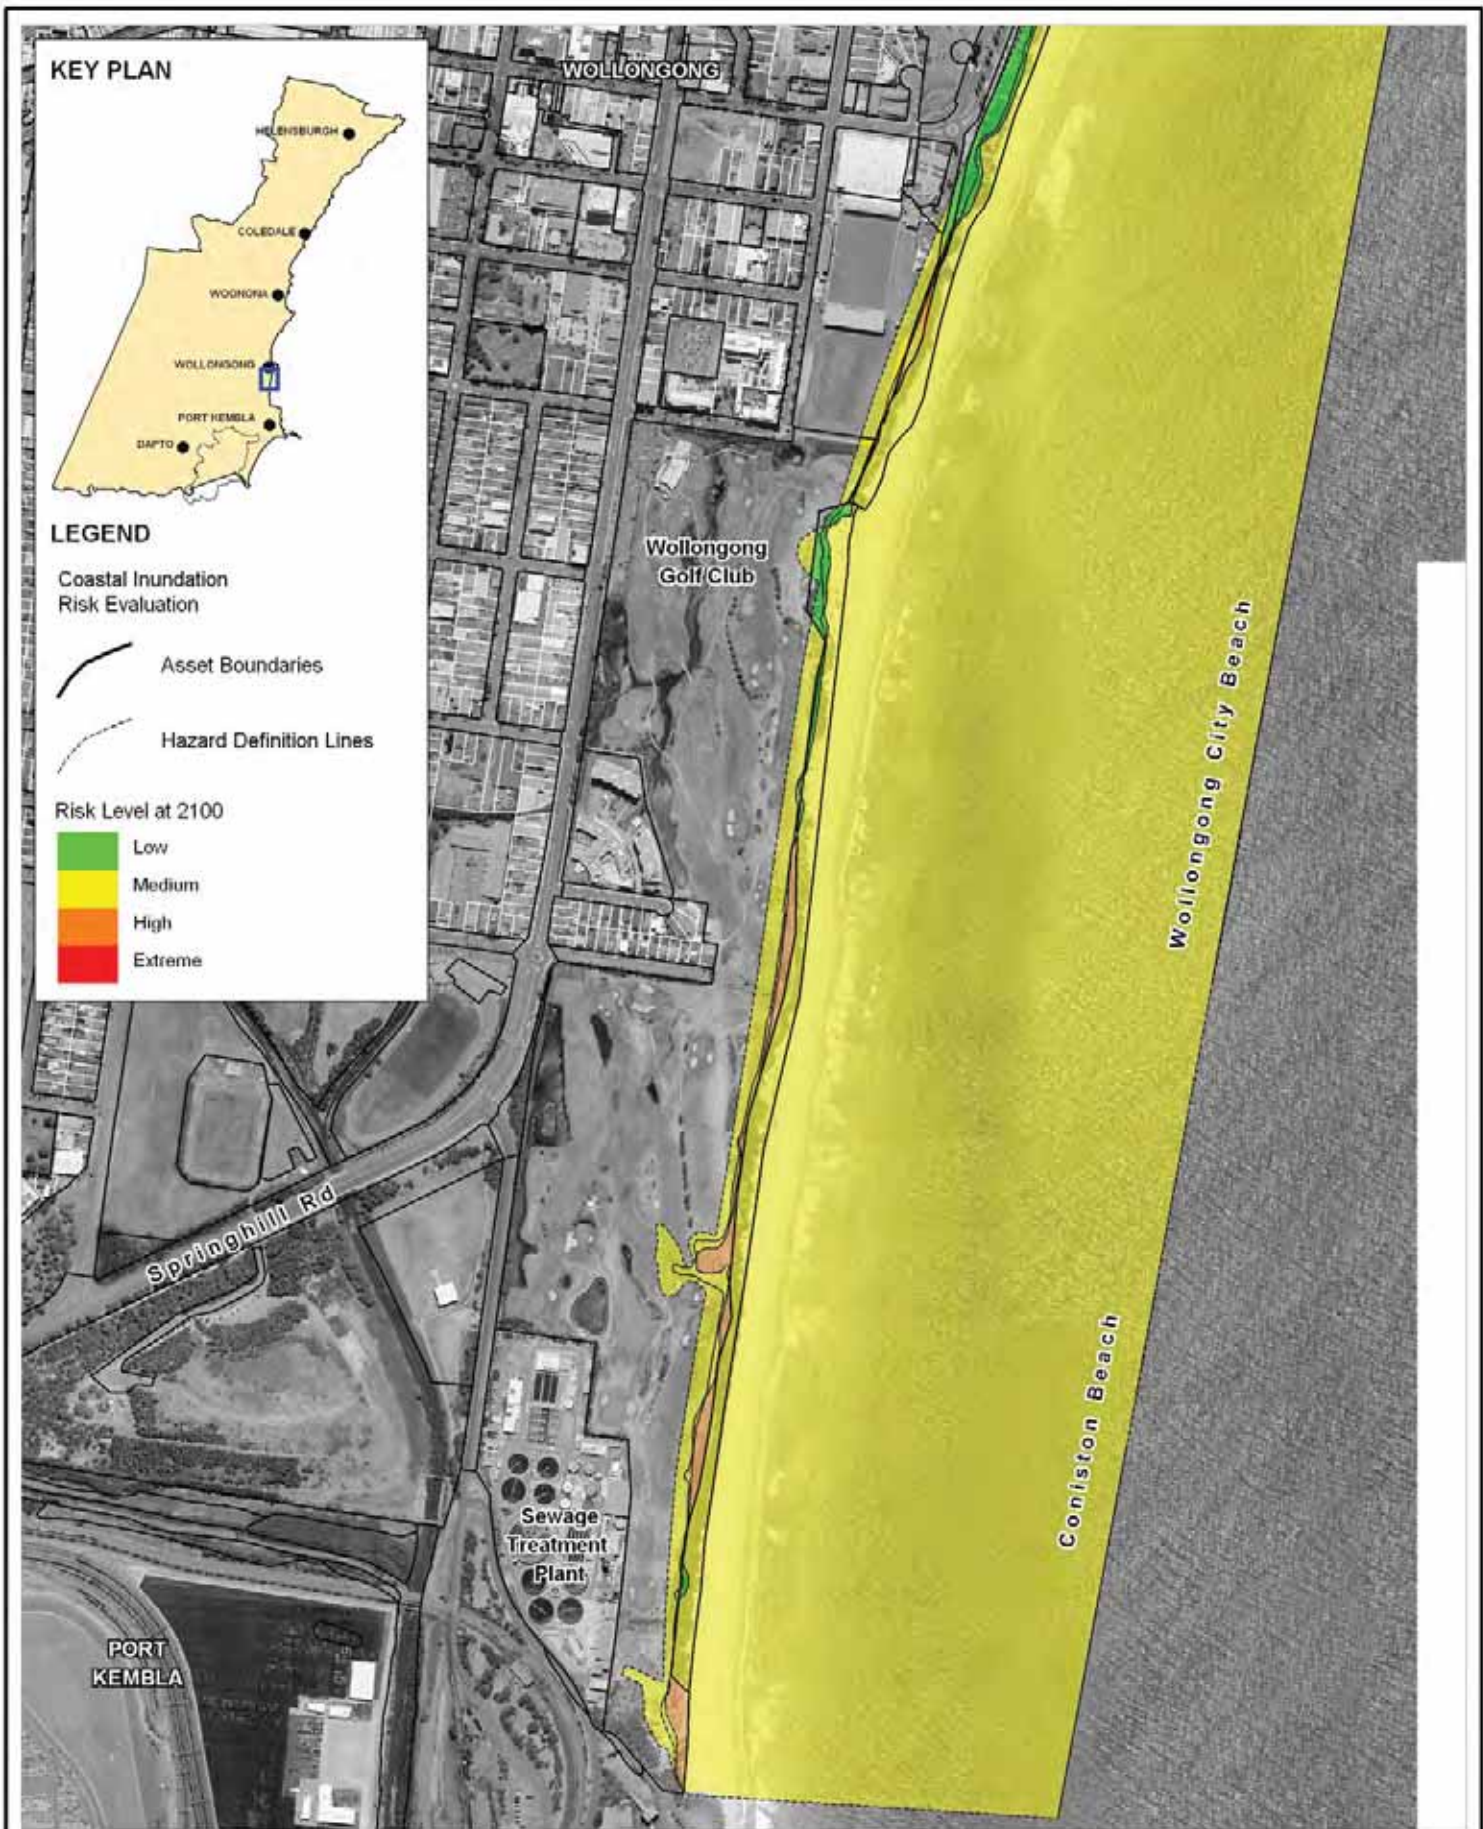 KEY PLAN
HELENSBURGH
COLEDALE
WOONONA
WOLLONGONG
PORT KEMBLA
DAPTO
LEGEND
Coastal Inundation
Risk Evaluation
Asset Boundaries
Hazard Definition Lines
Risk Level at 2100
Low
Medium
High
Extreme
WOLLONGONG
Wollongong
Golf Club
Wollongong City Beach
Springhill Rd
Coniston Beach
Sewage
Treatment
Plant
PORT
KEMBLA